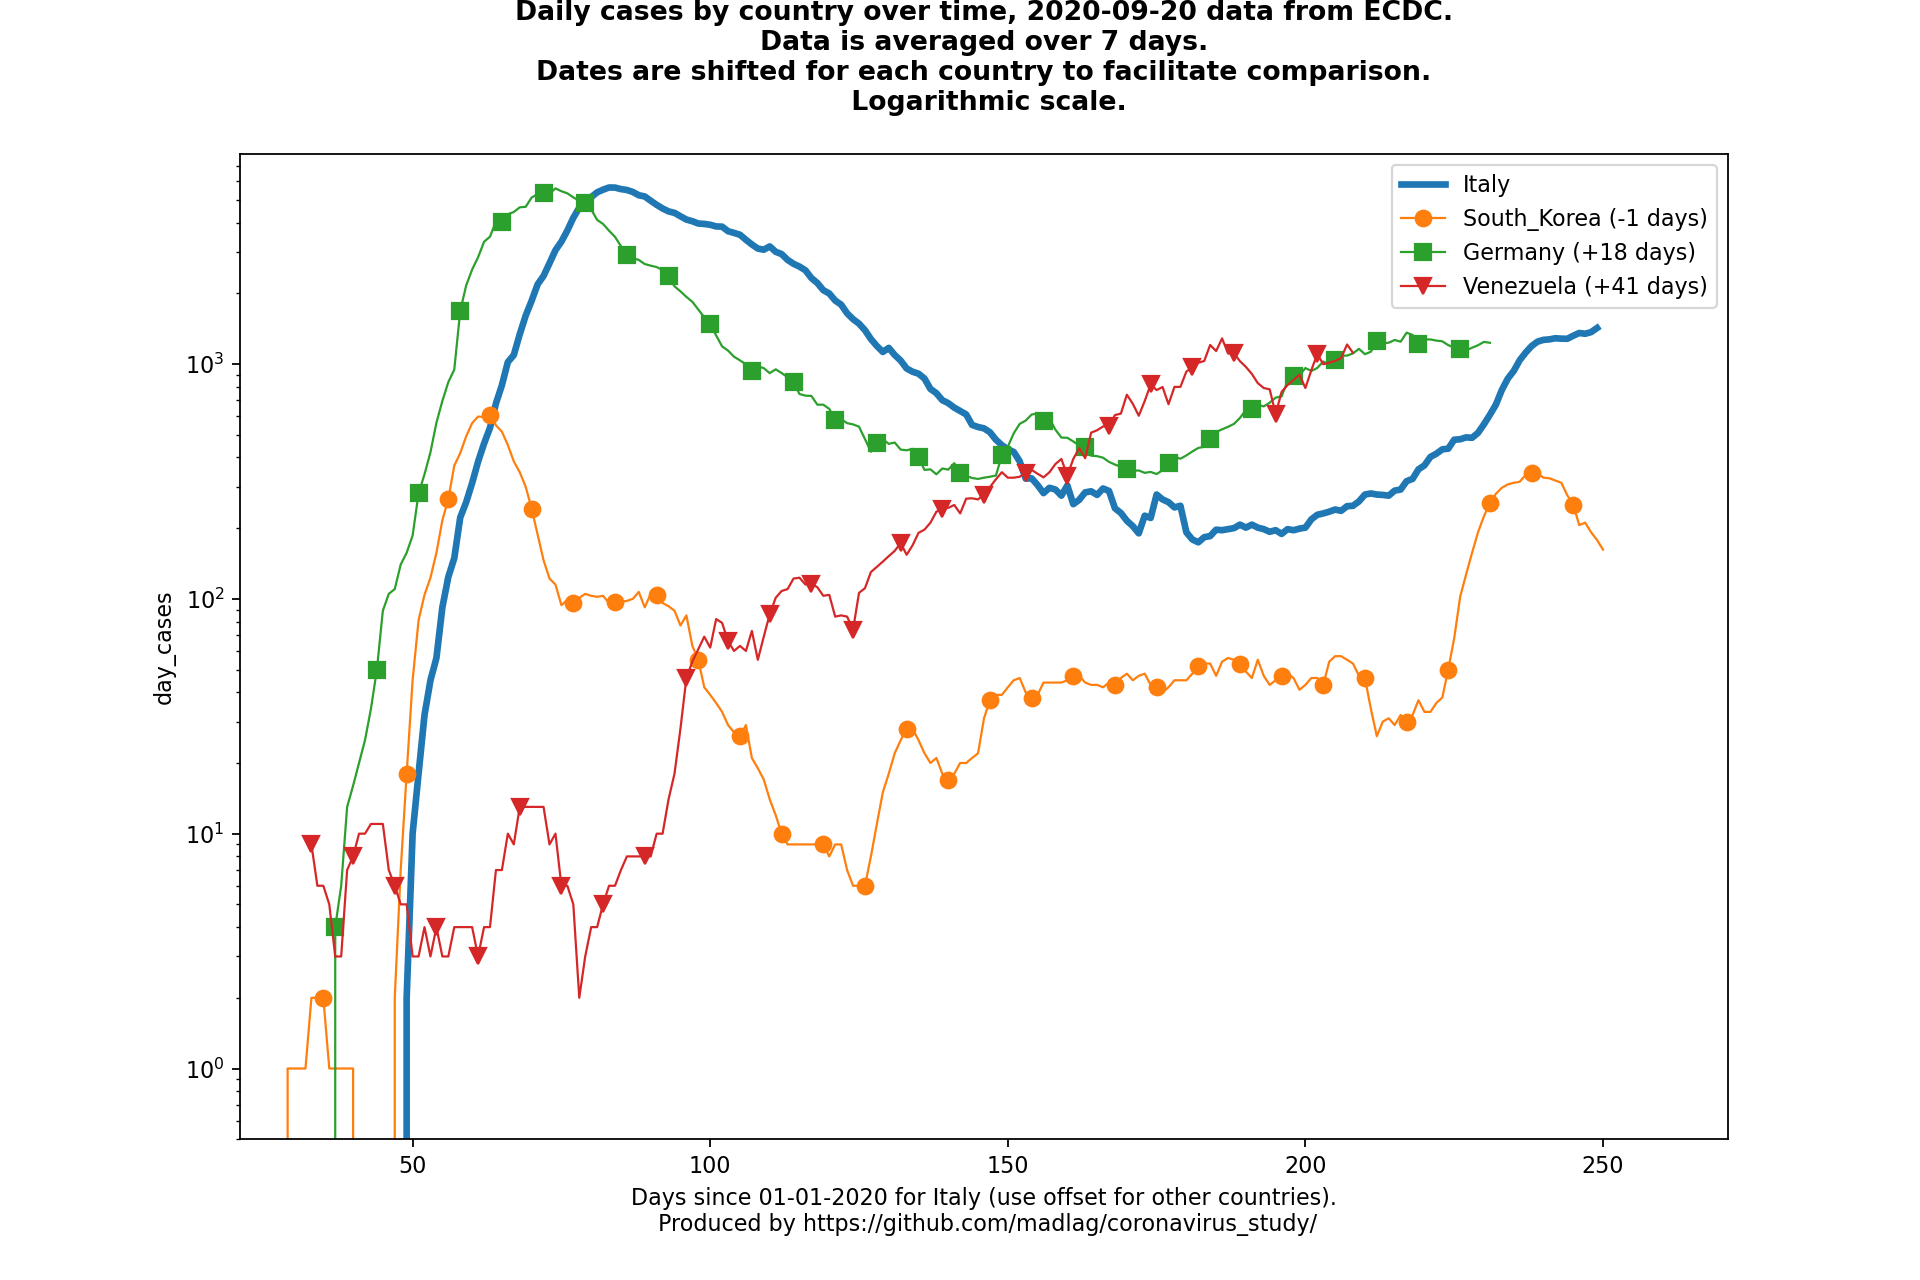 Daily cases by country over time, 2020-09-20 data from ECDC.
Data is averaged over 7 days.
Dates are shifted for each country to facilitate comparison.
Logarithmic scale.
Italy
South_Korea (-1 days)
Germany (+18 days)
Venezuela (+41 days)
day_cases
10³
10²
10¹
10⁰
50 100 150 200 250
Days since 01-01-2020 for Italy (use offset for other countries).
Produced by https://github.com/madlag/coronavirus_study/